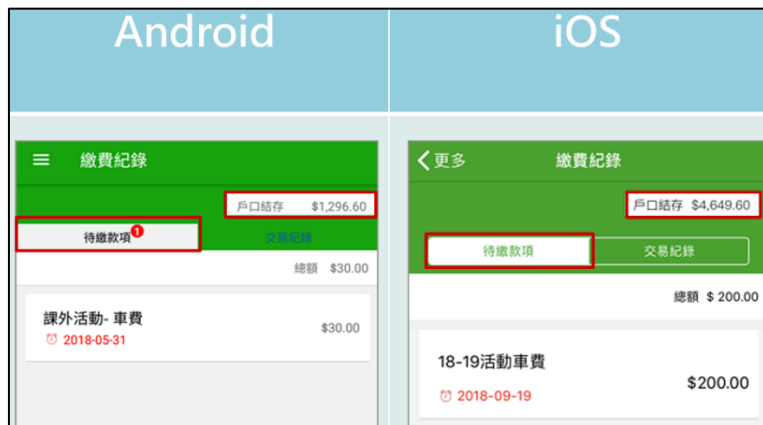 Android
iOS
繳費紀錄
戶口結存 $1,296.60
待繳款項 1
交易紀錄
總額 $30.00
課外活動- 車費
$30.00
2018-05-31
更多
繳費紀錄
戶口結存 $4,649.60
待繳款項
交易紀錄
總額 $ 200.00
18-19活動車費
$200.00
2018-09-19